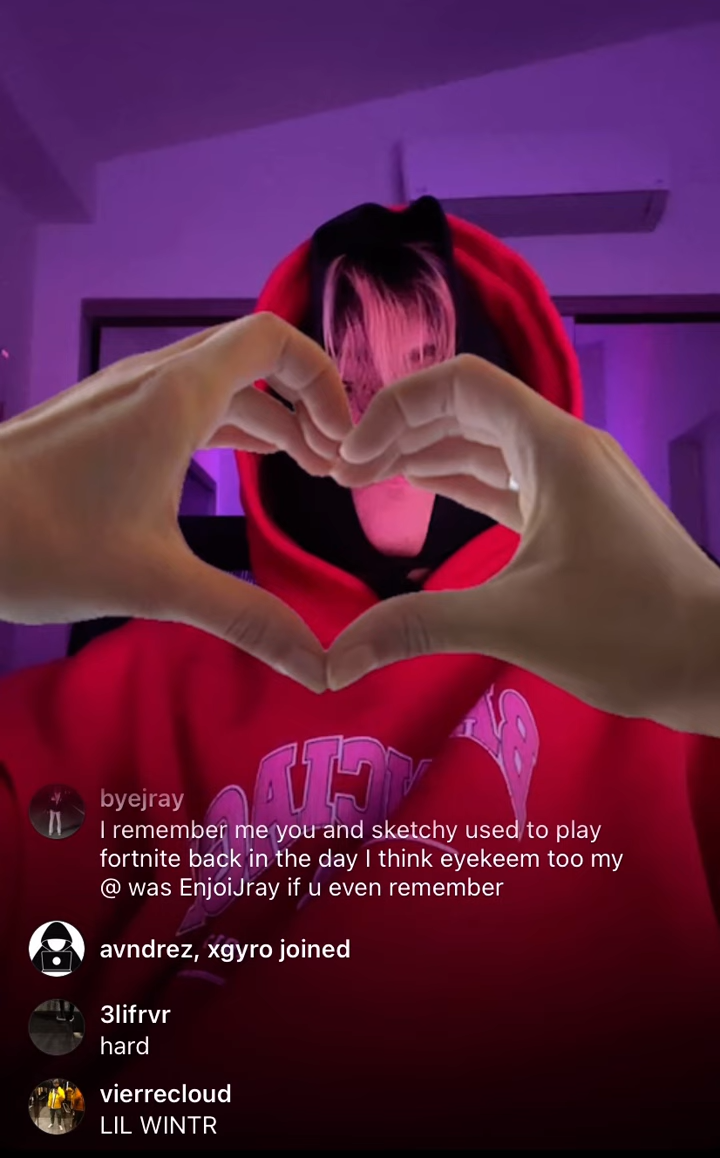 byejray
I remember me you and sketchy used to play
fortnite back in the day I think eyekeem too my
@ was EnjoiJray if u even remember
avndrez, xgyro joined
3lifrvr
hard
vierrecloud
LIL WINTR